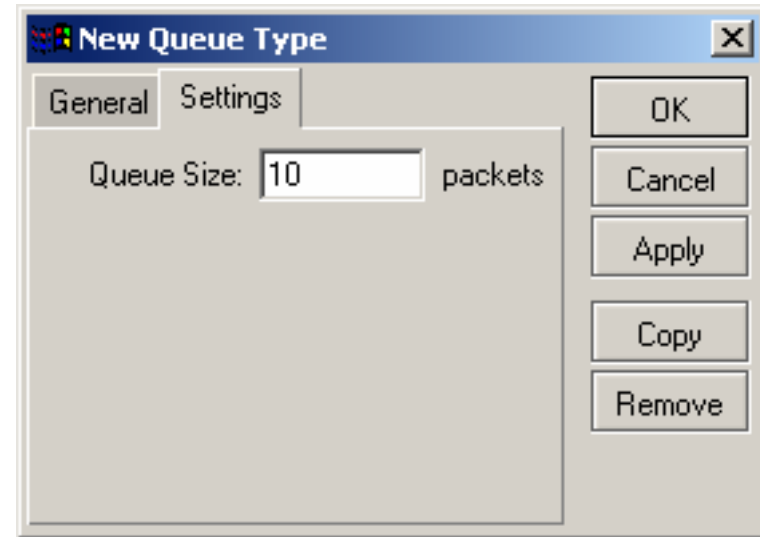 New Queue Type
General Settings
Queue Size: 10 packets
OK
Cancel
Apply
Copy
Remove